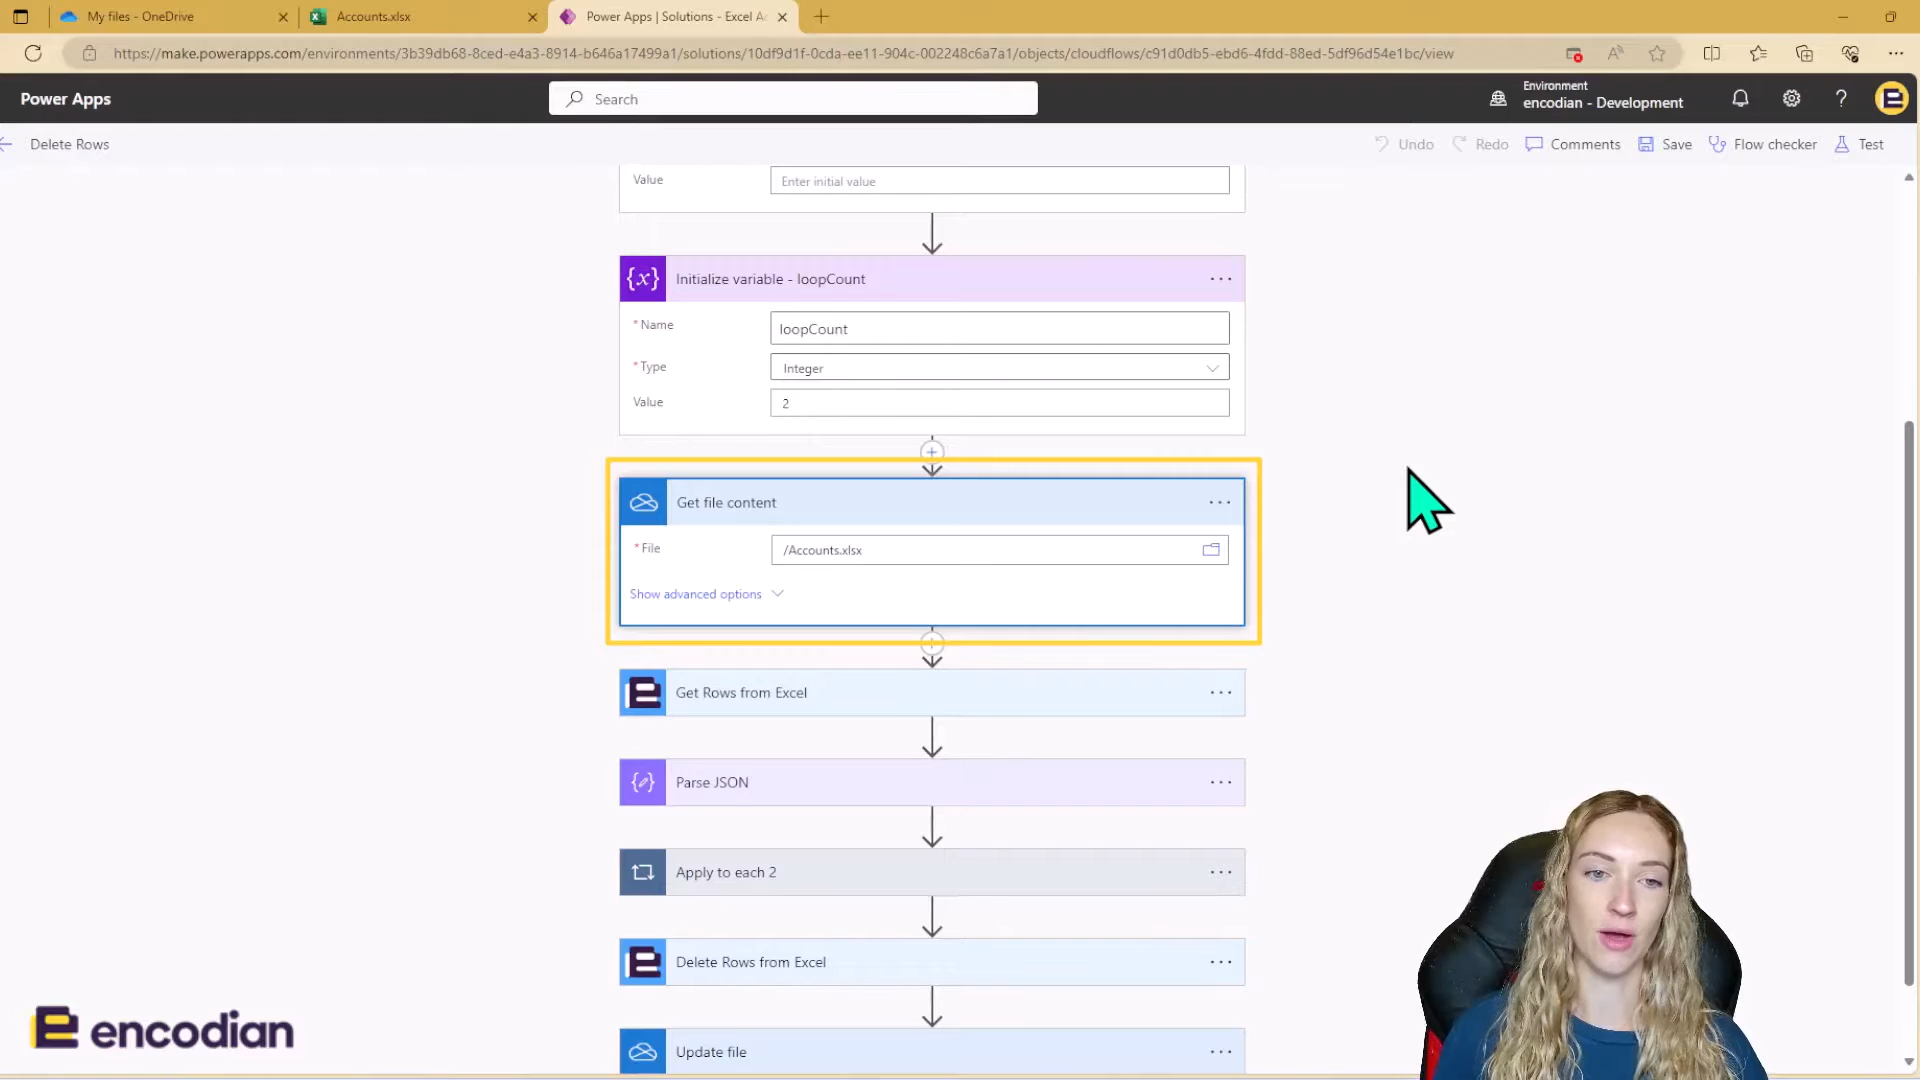 My files - OneDrive
Accounts.xlsx
Power Apps | Solutions - Excel Ac
https://make.powerapps.com/environments/3b39db68-8ced-e4a3-8914-b646a17499a1/solutions/10df9d1f-0cda-ee11-904c-002248c6a7a1/objects/cloudflows/c91d0db5-ebd6-4fdd-88ed-5df96d54e1bc/view
Power Apps
Search
Environment
encodian - Development
Delete Rows
Undo
Redo
Comments
Save
Flow checker
Test
Value
Enter initial value
{x}
Initialize variable - loopCount
* Name
loopCount
* Type
Integer
Value
2
Get file content
* File
/Accounts.xlsx
Show advanced options
Get Rows from Excel
Parse JSON
Apply to each 2
Delete Rows from Excel
Update file
encodian